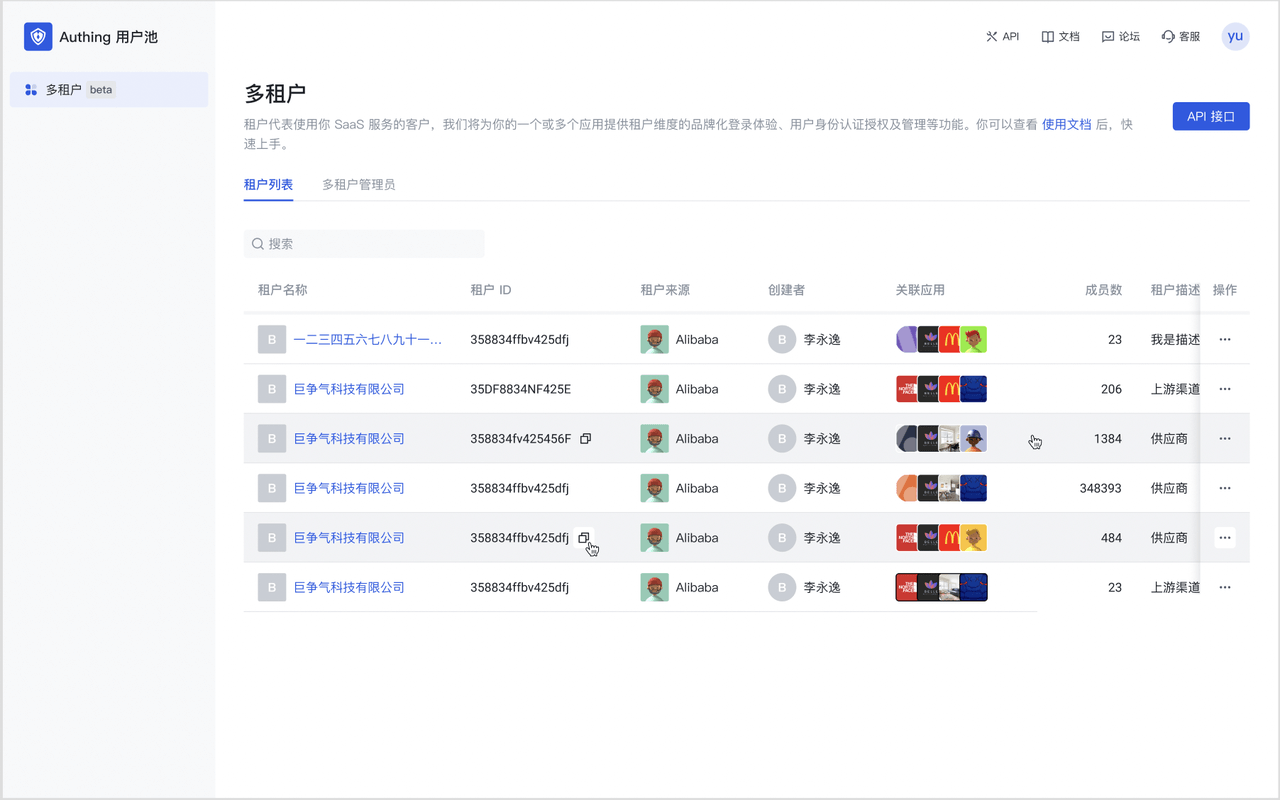 Authing 用户池
API 文档 论坛 客服 yu
多租户 beta
多租户
租户代表使用你 SaaS 服务的客户，我们将为你的一个或多个应用提供租户维度的品牌化登录体验、用户身份认证授权及管理等功能。你可以查看 使用文档 后，快
速上手。
API 接口
租户列表 多租户管理员
搜索
租户名称 租户 ID 租户来源 创建者 关联应用 成员数 租户描述 操作
B 一二三四五六七八九十一... 358834ffbv425dfj Alibaba B 李永逸 23 我是描述 ...
B 巨争气科技有限公司 35DF8834NF425E Alibaba B 李永逸 THE NORTH FACE 206 上游渠道 ...
B 巨争气科技有限公司 358834fv425456F Alibaba B 李永逸 1384 供应商 ...
B 巨争气科技有限公司 358834ffbv425dfj Alibaba B 李永逸 348393 供应商 ...
B 巨争气科技有限公司 358834ffbv425dfj Alibaba B 李永逸 THE NORTH FACE 484 供应商 ...
B 巨争气科技有限公司 358834ffbv425dfj Alibaba B 李永逸 THE NORTH FACE 23 上游渠道 ...